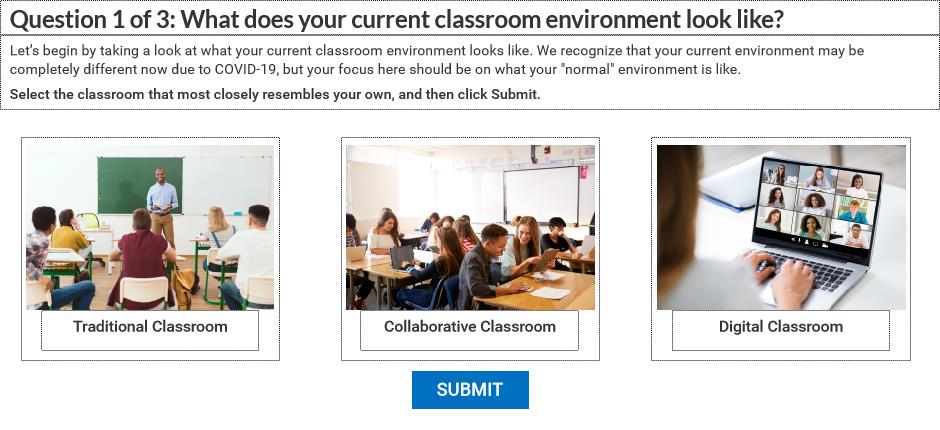 Question 1 of 3: What does your current classroom environment look like?
Let’s begin by taking a look at what your current classroom environment looks like. We recognize that your current environment may be
completely different now due to COVID-19, but your focus here should be on what your "normal" environment is like.
Select the classroom that most closely resembles your own, and then click Submit.
Traditional Classroom
Collaborative Classroom
Digital Classroom
SUBMIT